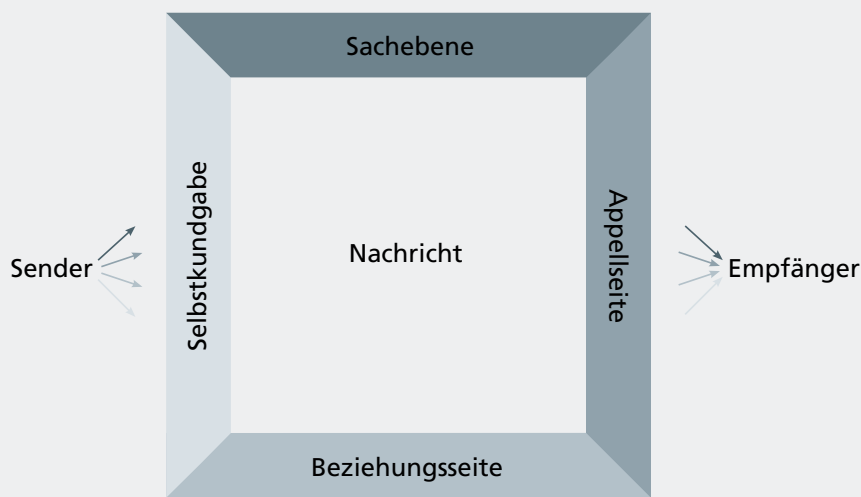 Sachebene
Selbstkundgabe
Appellseite
Nachricht
Sender
Empfänger
Beziehungsseite